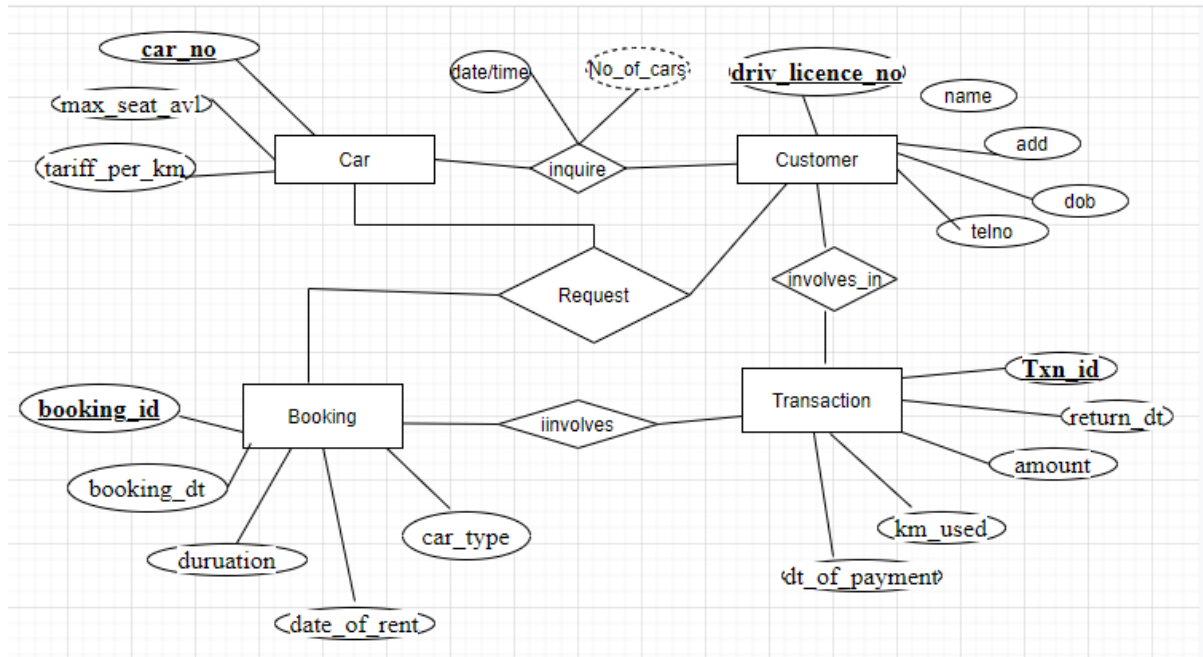 car_no
date/time
No_of_cars
driv_licence_no
name
max_seat_avl
add
Car
inquire
Customer
tariff_per_km
dob
telno
involves_in
Request
Txn_id
booking_id
Booking
iinvolves
Transaction
return_dt
amount
booking_dt
car_type
km_used
duruation
dt_of_payment
date_of_rent